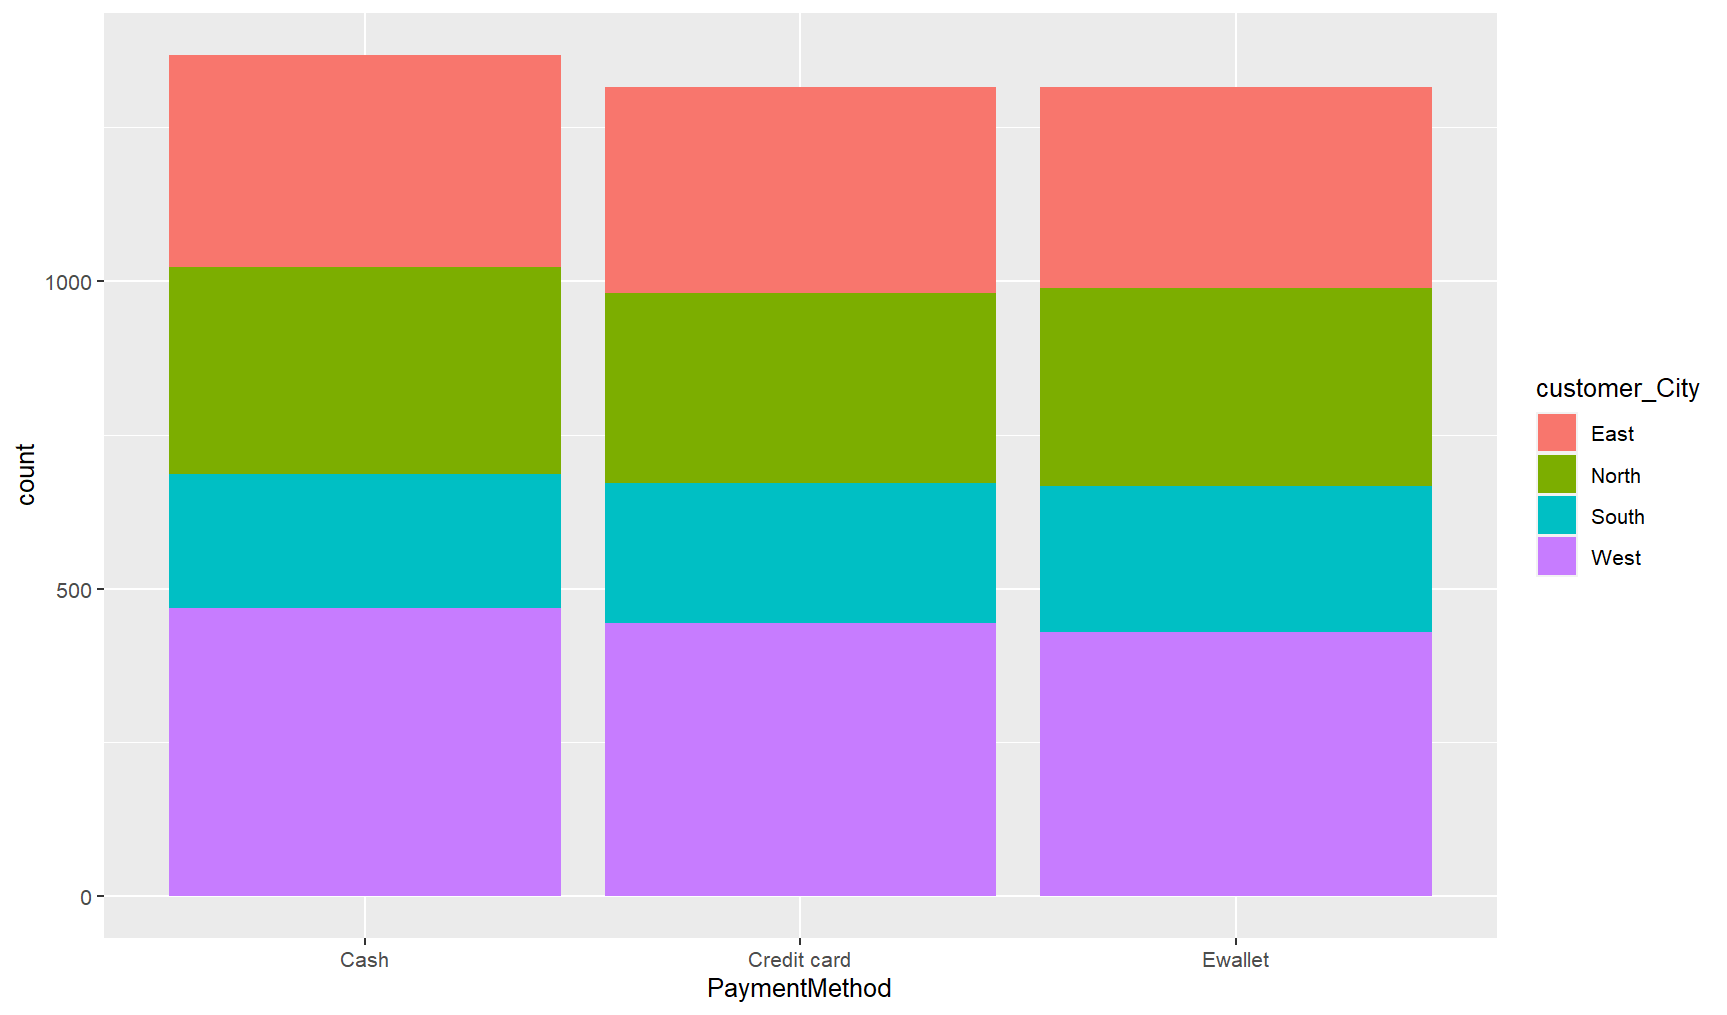 count
1000
500
0
Cash
Credit card
Ewallet
PaymentMethod
customer_City
East
North
South
West